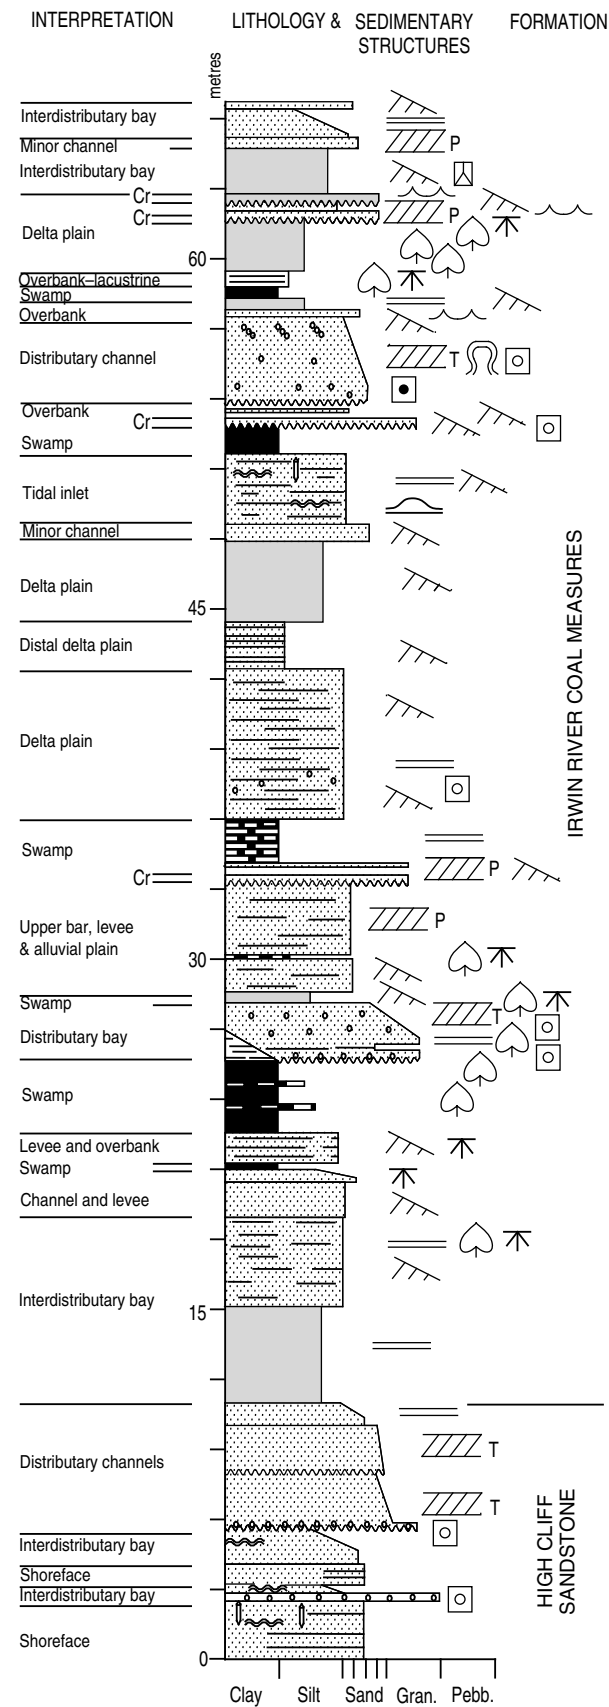 INTERPRETATION
LITHOLOGY & SEDIMENTARY
STRUCTURES
FORMATION
metres
Interdistributary bay
Minor channel
P
Interdistributary bay
Cr
Cr
P
Delta plain
60
Overbank–lacustrine
Swamp
Overbank
Distributary channel
T
Overbank
Cr
Swamp
Tidal inlet
Minor channel
Delta plain
45
Distal delta plain
Delta plain
IRWIN RIVER COAL MEASURES
Swamp
P
Cr
Upper bar, levee
& alluvial plain
P
30
Swamp
T
Distributary bay
Swamp
Levee and overbank
Swamp
Channel and levee
Interdistributary bay
15
Distributary channels
T
T
HIGH CLIFF
SANDSTONE
Interdistributary bay
Shoreface
Interdistributary bay
Shoreface
0
Clay Silt Sand Gran. Pebb.